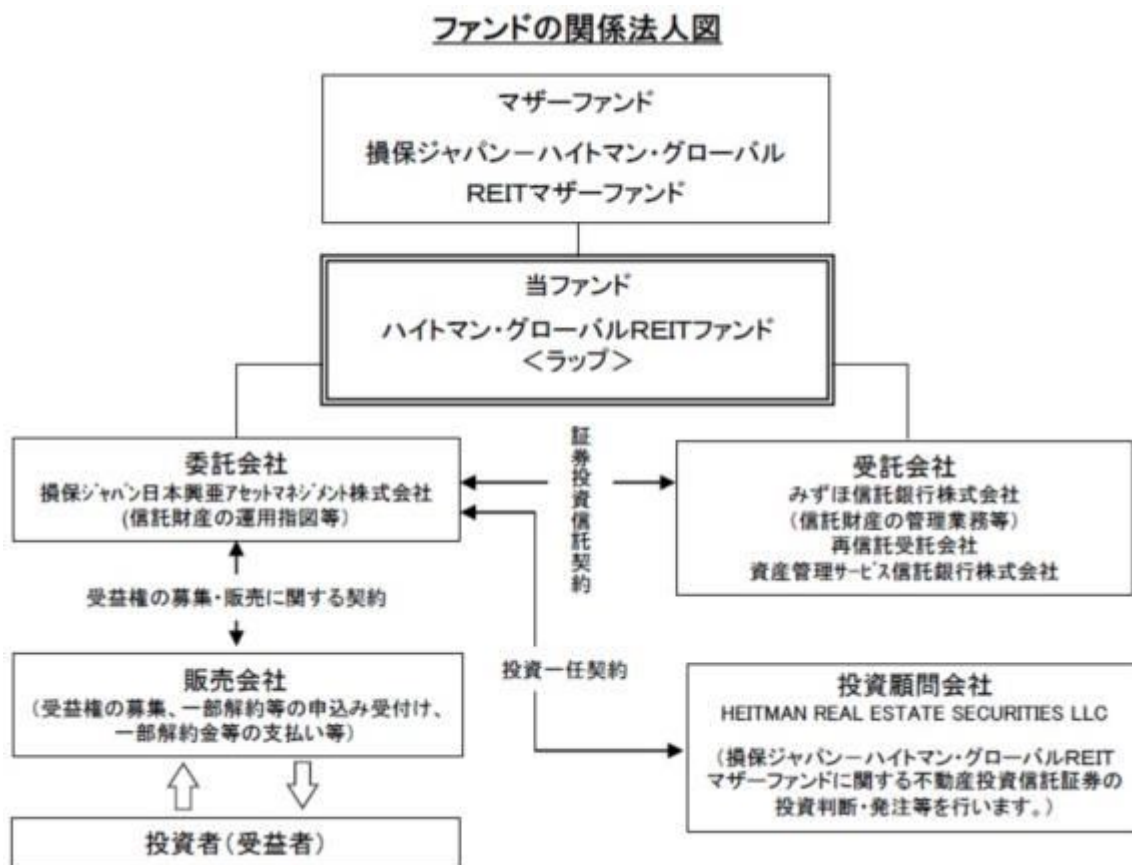 ファンドの関係法人図
マザーファンド
損保ジャパン－ハイトマン・グローバル
REITマザーファンド
当ファンド
ハイトマン・グローバルREITファンド
＜ラップ＞
委託会社
損保ｼﾞｬﾊﾟﾝ日本興亜ｱｾｯﾄﾏﾈｼﾞﾒﾝﾄ株式会社
(信託財産の運用指図等)
証券投資信託契約
受託会社
みずほ信託銀行株式会社
（信託財産の管理業務等）
再信託受託会社
資産管理ｻｰﾋﾞｽ信託銀行株式会社
受益権の募集・販売に関する契約
販売会社
（受益権の募集、一部解約等の申込み受付け、
一部解約金等の支払い等）
投資一任契約
投資顧問会社
HEITMAN REAL ESTATE SECURITIES LLC
（損保ジャパン－ハイトマン・グローバルREIT
マザーファンドに関する不動産投資信託証券の
投資判断・発注等を行います。）
投資者（受益者）